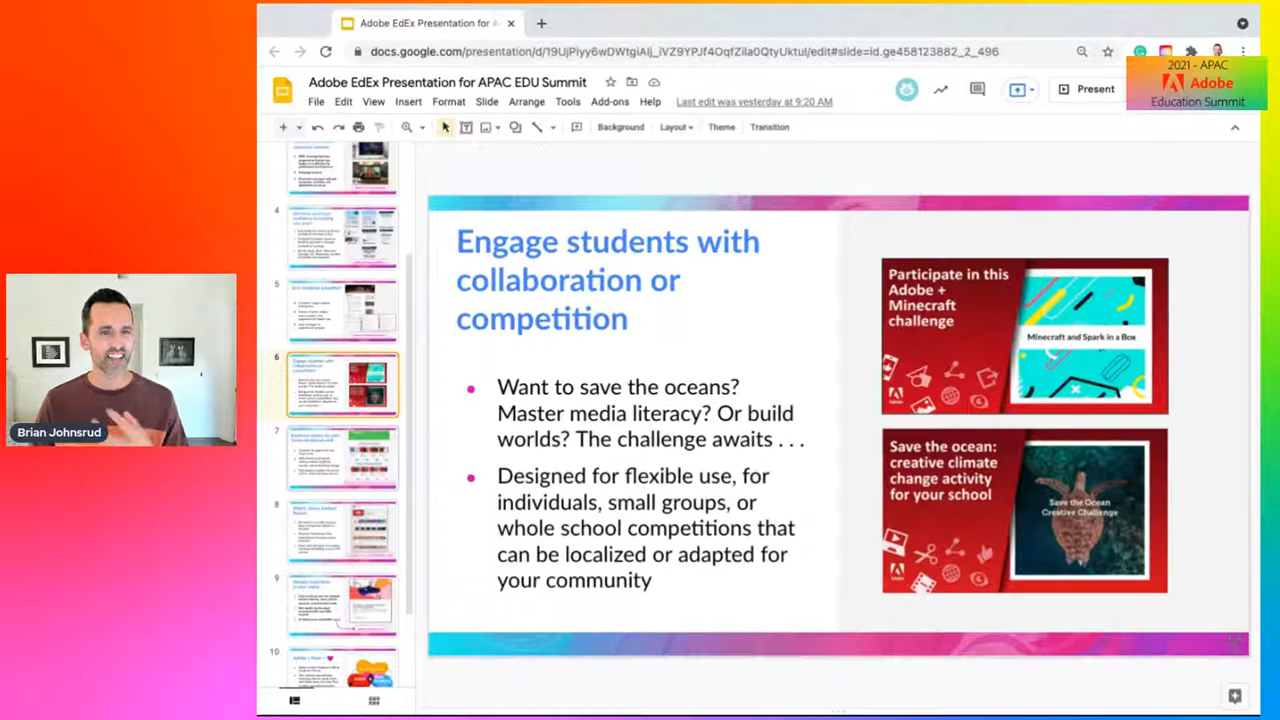 Adobe EdEx Presentation for A
docs.google.com/presentation/d/19UjPiyy6wDWtgiAIj_iVZ9YPJf4OqfZila0QtyUktuI/edit#slide=id.ge458123882_2_496
2021 - APAC
Adobe
Education Summit
Adobe EdEx Presentation for APAC EDU Summit
File Edit View Insert Format Slide Arrange Tools Add-ons Help Last edit was yesterday at 9:20 AM
Present
Background Layout Theme Transition
4
5
6
7
8
9
10
Engage students with
collaboration or
competition
Want to save the oceans?
Master media literacy? Or build
worlds? The challenge awaits . . .
Designed for flexible use, for
individuals, small groups, or
whole school competitions that
can be localized or adapted for
your community
Participate in this
Adobe +
Minecraft
challenge
Minecraft and Spark in a Box
Save the ocean:
creative climate
change activity
for your school
Save the Ocean
Creative Challenge
Brian Johnsrud